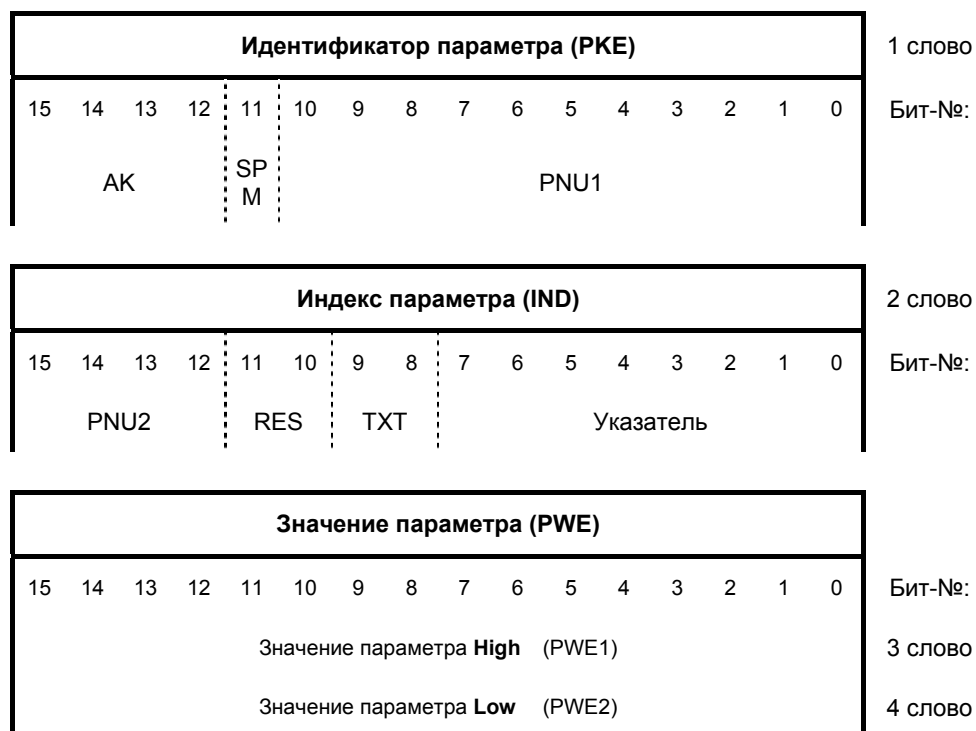 Идентификатор параметра (PKE) 1 слово
15 14 13 12 11 10 9 8 7 6 5 4 3 2 1 0 Бит-№:
AK SP M PNU1
Индекс параметра (IND) 2 слово
15 14 13 12 11 10 9 8 7 6 5 4 3 2 1 0 Бит-№:
PNU2 RES TXT Указатель
Значение параметра (PWE)
15 14 13 12 11 10 9 8 7 6 5 4 3 2 1 0 Бит-№:
Значение параметра High (PWE1) 3 слово
Значение параметра Low (PWE2) 4 слово